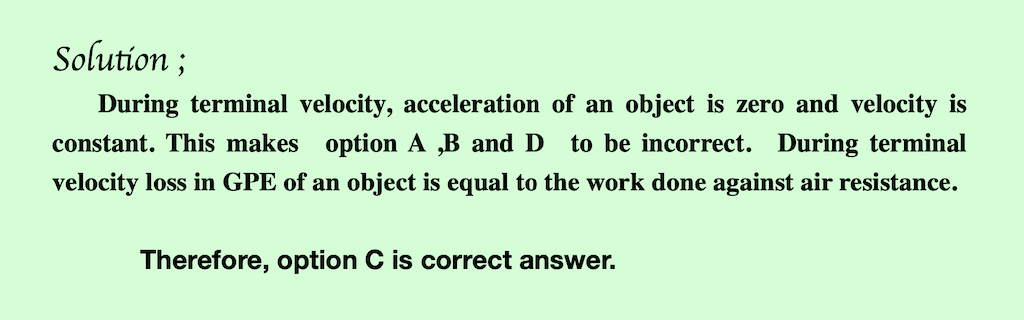 Solution ;
During terminal velocity, acceleration of an object is zero and velocity is
constant. This makes option A ,B and D to be incorrect. During terminal
velocity loss in GPE of an object is equal to the work done against air resistance.
Therefore, option C is correct answer.